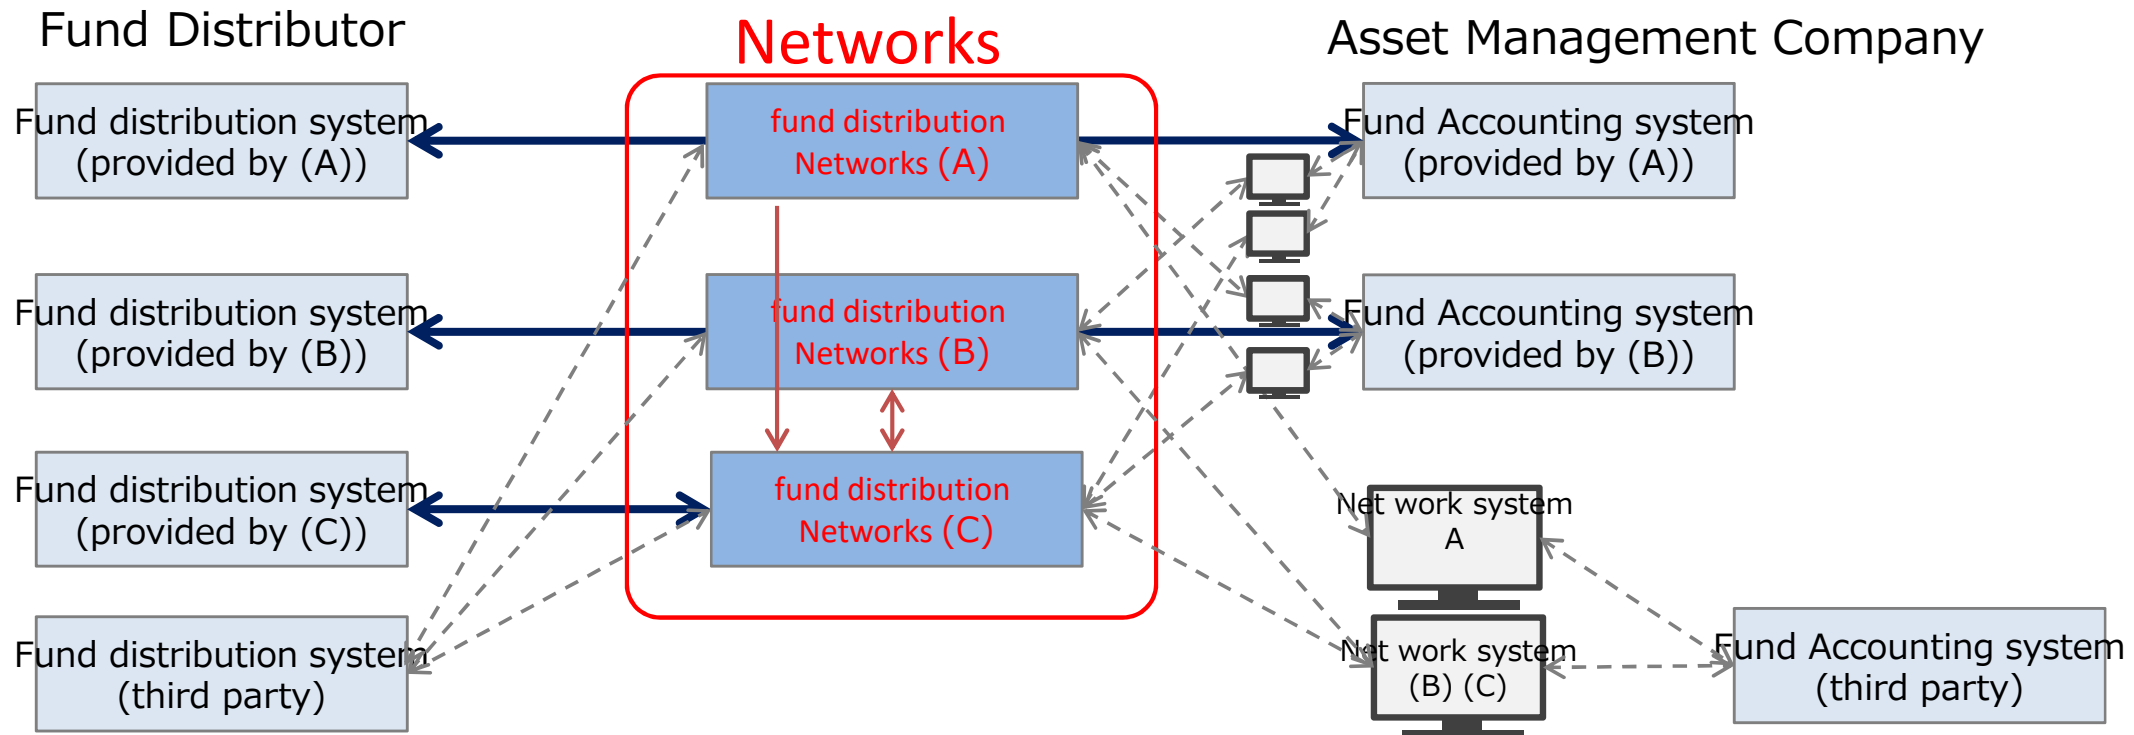 Fund Distributor
Networks
Asset Management Company
Fund distribution system
(provided by (A))
fund distribution
Networks (A)
Fund Accounting system
(provided by (A))
Fund distribution system
(provided by (B))
fund distribution
Networks (B)
Fund Accounting system
(provided by (B))
Fund distribution system
(provided by (C))
fund distribution
Networks (C)
Net work system
A
Fund distribution system
(third party)
Net work system
(B) (C)
Fund Accounting system
(third party)